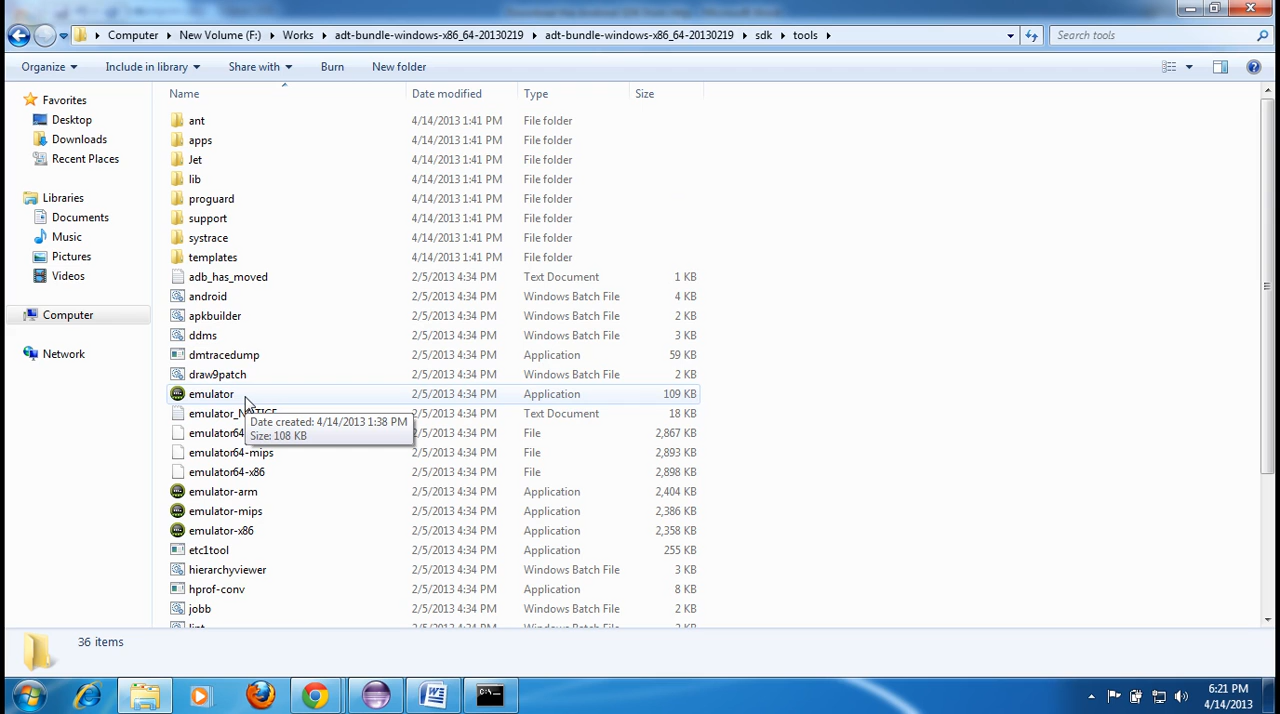 Computer ▸ New Volume (F:) ▸ Works ▸ adt-bundle-windows-x86_64-20130219 ▸ adt-bundle-windows-x86_64-20130219 ▸ sdk ▸ tools ▸ Search tools
Organize Include in library Share with Burn New folder
Favorites
Desktop
Downloads
Recent Places
Libraries
Documents
Music
Pictures
Videos
Computer
Network
Name Date modified Type Size
ant 4/14/2013 1:41 PM File folder
apps 4/14/2013 1:41 PM File folder
Jet 4/14/2013 1:41 PM File folder
lib 4/14/2013 1:41 PM File folder
proguard 4/14/2013 1:41 PM File folder
support 4/14/2013 1:41 PM File folder
systrace 4/14/2013 1:41 PM File folder
templates 4/14/2013 1:41 PM File folder
adb_has_moved 2/5/2013 4:34 PM Text Document 1 KB
android 2/5/2013 4:34 PM Windows Batch File 4 KB
apkbuilder 2/5/2013 4:34 PM Windows Batch File 2 KB
ddms 2/5/2013 4:34 PM Windows Batch File 3 KB
dmtracedump 2/5/2013 4:34 PM Application 59 KB
draw9patch 2/5/2013 4:34 PM Windows Batch File 2 KB
emulator 2/5/2013 4:34 PM Application 109 KB
emulator_NOTICE 2/5/2013 4:34 PM Text Document 18 KB
Date created: 4/14/2013 1:38 PM
Size: 108 KB
emulator64 2/5/2013 4:34 PM File 2,867 KB
emulator64-mips 2/5/2013 4:34 PM File 2,893 KB
emulator64-x86 2/5/2013 4:34 PM File 2,898 KB
emulator-arm 2/5/2013 4:34 PM Application 2,404 KB
emulator-mips 2/5/2013 4:34 PM Application 2,386 KB
emulator-x86 2/5/2013 4:34 PM Application 2,358 KB
etc1tool 2/5/2013 4:34 PM Application 255 KB
hierarchyviewer 2/5/2013 4:34 PM Windows Batch File 3 KB
hprof-conv 2/5/2013 4:34 PM Application 8 KB
jobb 2/5/2013 4:34 PM Windows Batch File 2 KB
36 items
6:21 PM
4/14/2013